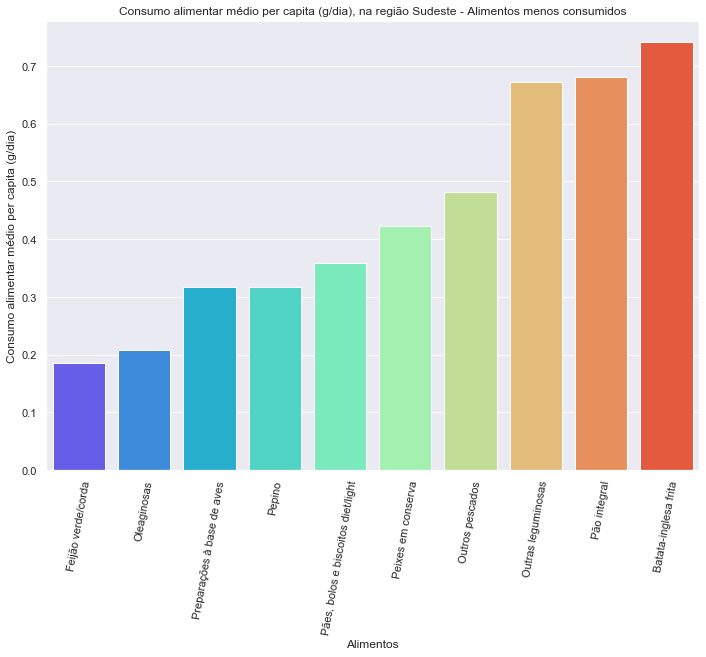 Consumo alimentar médio per capita (g/dia), na região Sudeste - Alimentos menos consumidos
Consumo alimentar médio per capita (g/dia)
0.7
0.6
0.5
0.4
0.3
0.2
0.1
0.0
Feijão verde/corda
Oleaginosas
Preparações à base de aves
Pepino
Pães, bolos e biscoitos diet/light
Peixes em conserva
Outros pescados
Outras leguminosas
Pão integral
Batata-inglesa frita
Alimentos